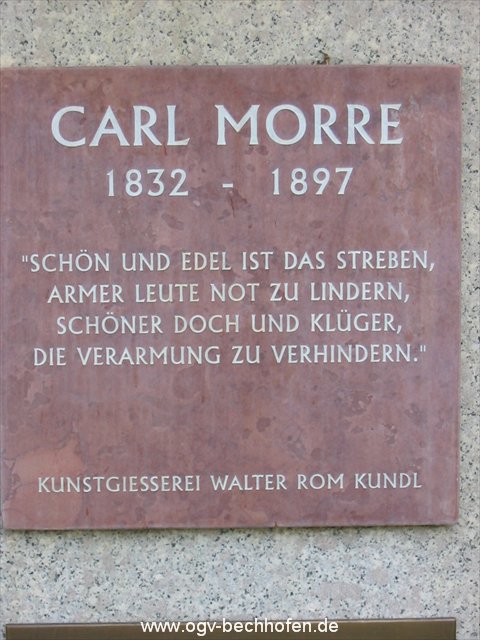 CARL MORRE
1832 - 1897
"SCHÖN UND EDEL IST DAS STREBEN,
ARMER LEUTE NOT ZU LINDERN,
SCHÖNER DOCH UND KLÜGER,
DIE VERARMUNG ZU VERHINDERN."
KUNSTGIESSEREI WALTER ROM KUNDL
www.ogv-bechhofen.de